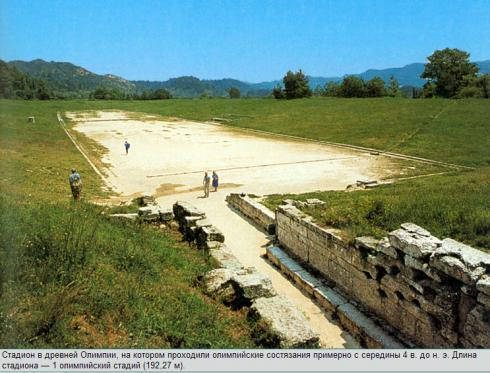 Стадион в древней Олимпии, на котором проходили олимпийские состязания примерно с середины 4 в. до н. э. Длина
стадиона — 1 олимпийский стадий (192,27 м).